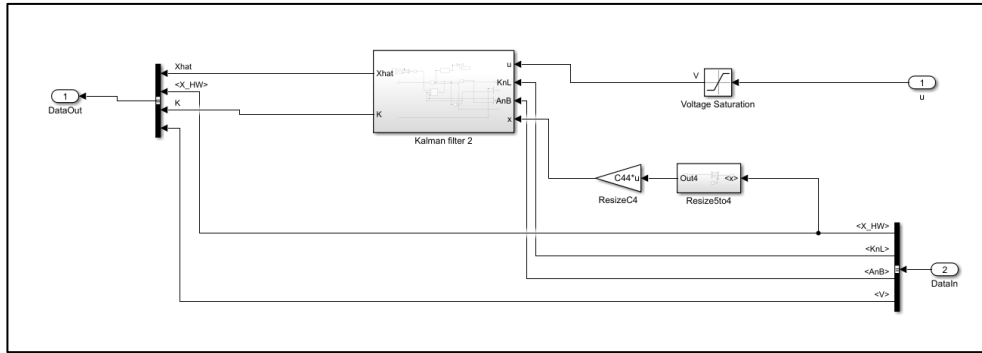 Xhat
<X_HW>
K
1
DataOut
Xhat
K
u
KnL
AnB
x
Kalman filter 2
V
Voltage Saturation
1
u
C44*u
ResizeC4
Out4
<x>
Resize5to4
<X_HW>
<KnL>
<AnB>
<V>
2
DataIn